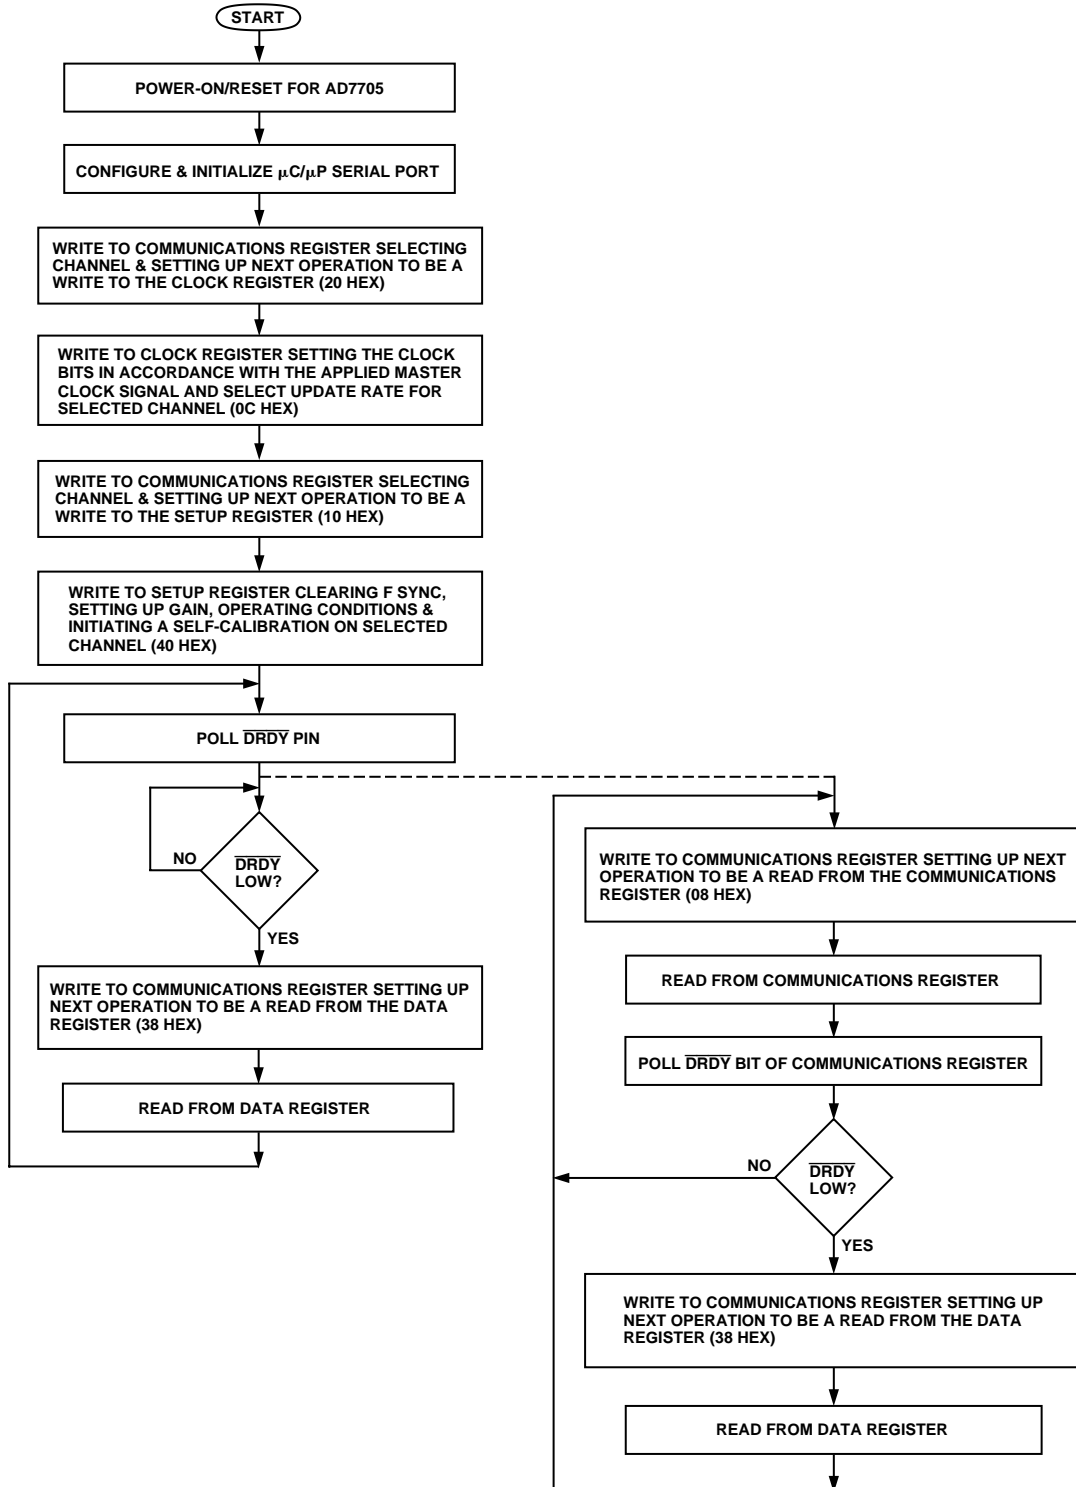 START
POWER-ON/RESET FOR AD7705
CONFIGURE & INITIALIZE μC/μP SERIAL PORT
WRITE TO COMMUNICATIONS REGISTER SELECTING
CHANNEL & SETTING UP NEXT OPERATION TO BE A
WRITE TO THE CLOCK REGISTER (20 HEX)
WRITE TO CLOCK REGISTER SETTING THE CLOCK
BITS IN ACCORDANCE WITH THE APPLIED MASTER
CLOCK SIGNAL AND SELECT UPDATE RATE FOR
SELECTED CHANNEL (0C HEX)
WRITE TO COMMUNICATIONS REGISTER SELECTING
CHANNEL & SETTING UP NEXT OPERATION TO BE A
WRITE TO THE SETUP REGISTER (10 HEX)
WRITE TO SETUP REGISTER CLEARING F SYNC,
SETTING UP GAIN, OPERATING CONDITIONS &
INITIATING A SELF-CALIBRATION ON SELECTED
CHANNEL (40 HEX)
POLL D̅R̅D̅Y̅ PIN
NO
D̅R̅D̅Y̅
LOW?
YES
WRITE TO COMMUNICATIONS REGISTER SETTING UP
NEXT OPERATION TO BE A READ FROM THE DATA
REGISTER (38 HEX)
READ FROM DATA REGISTER
WRITE TO COMMUNICATIONS REGISTER SETTING UP NEXT
OPERATION TO BE A READ FROM THE COMMUNICATIONS
REGISTER (08 HEX)
READ FROM COMMUNICATIONS REGISTER
POLL D̅R̅D̅Y̅ BIT OF COMMUNICATIONS REGISTER
NO
D̅R̅D̅Y̅
LOW?
YES
WRITE TO COMMUNICATIONS REGISTER SETTING UP
NEXT OPERATION TO BE A READ FROM THE DATA
REGISTER (38 HEX)
READ FROM DATA REGISTER